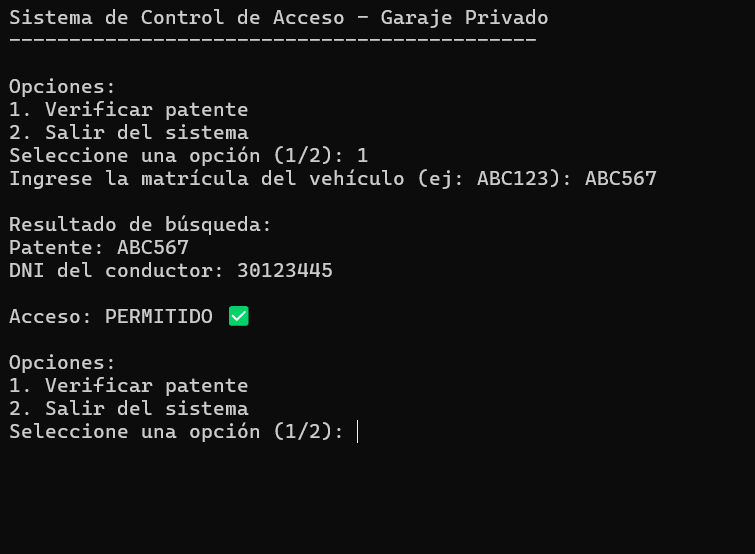 Sistema de Control de Acceso - Garaje Privado
--------------------------------------------
Opciones:
1. Verificar patente
2. Salir del sistema
Seleccione una opción (1/2): 1
Ingrese la matrícula del vehículo (ej: ABC123): ABC567
Resultado de búsqueda:
Patente: ABC567
DNI del conductor: 30123445
Acceso: PERMITIDO ✅
Opciones:
1. Verificar patente
2. Salir del sistema
Seleccione una opción (1/2):